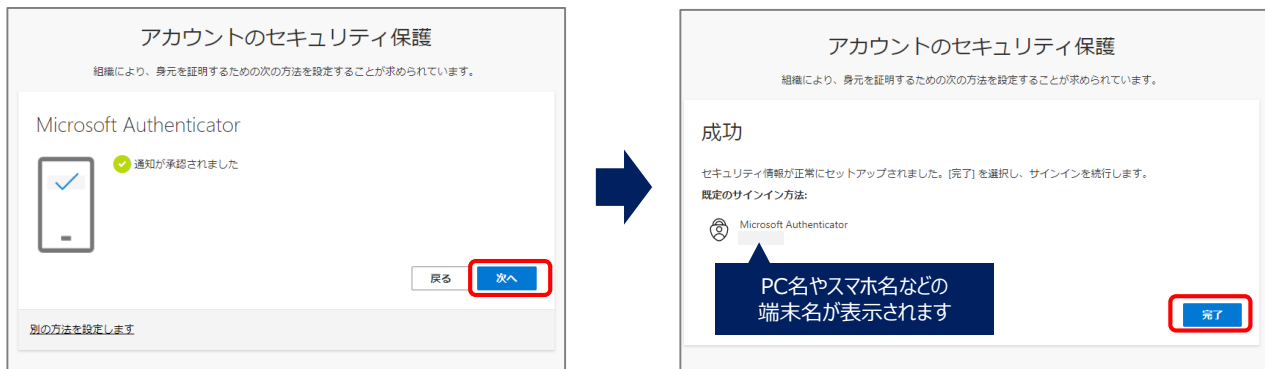 アカウントのセキュリティ保護
組織により、身元を証明するための次の方法を設定することが求められています。
Microsoft Authenticator
通知が承認されました
戻る
次へ
別の方法を設定します
アカウントのセキュリティ保護
組織により、身元を証明するための次の方法を設定することが求められています。
成功
セキュリティ情報が正常にセットアップされました。[完了] を選択し、サインインを続行します。
既定のサインイン方法:
Microsoft Authenticator
PC名やスマホ名などの
端末名が表示されます
完了